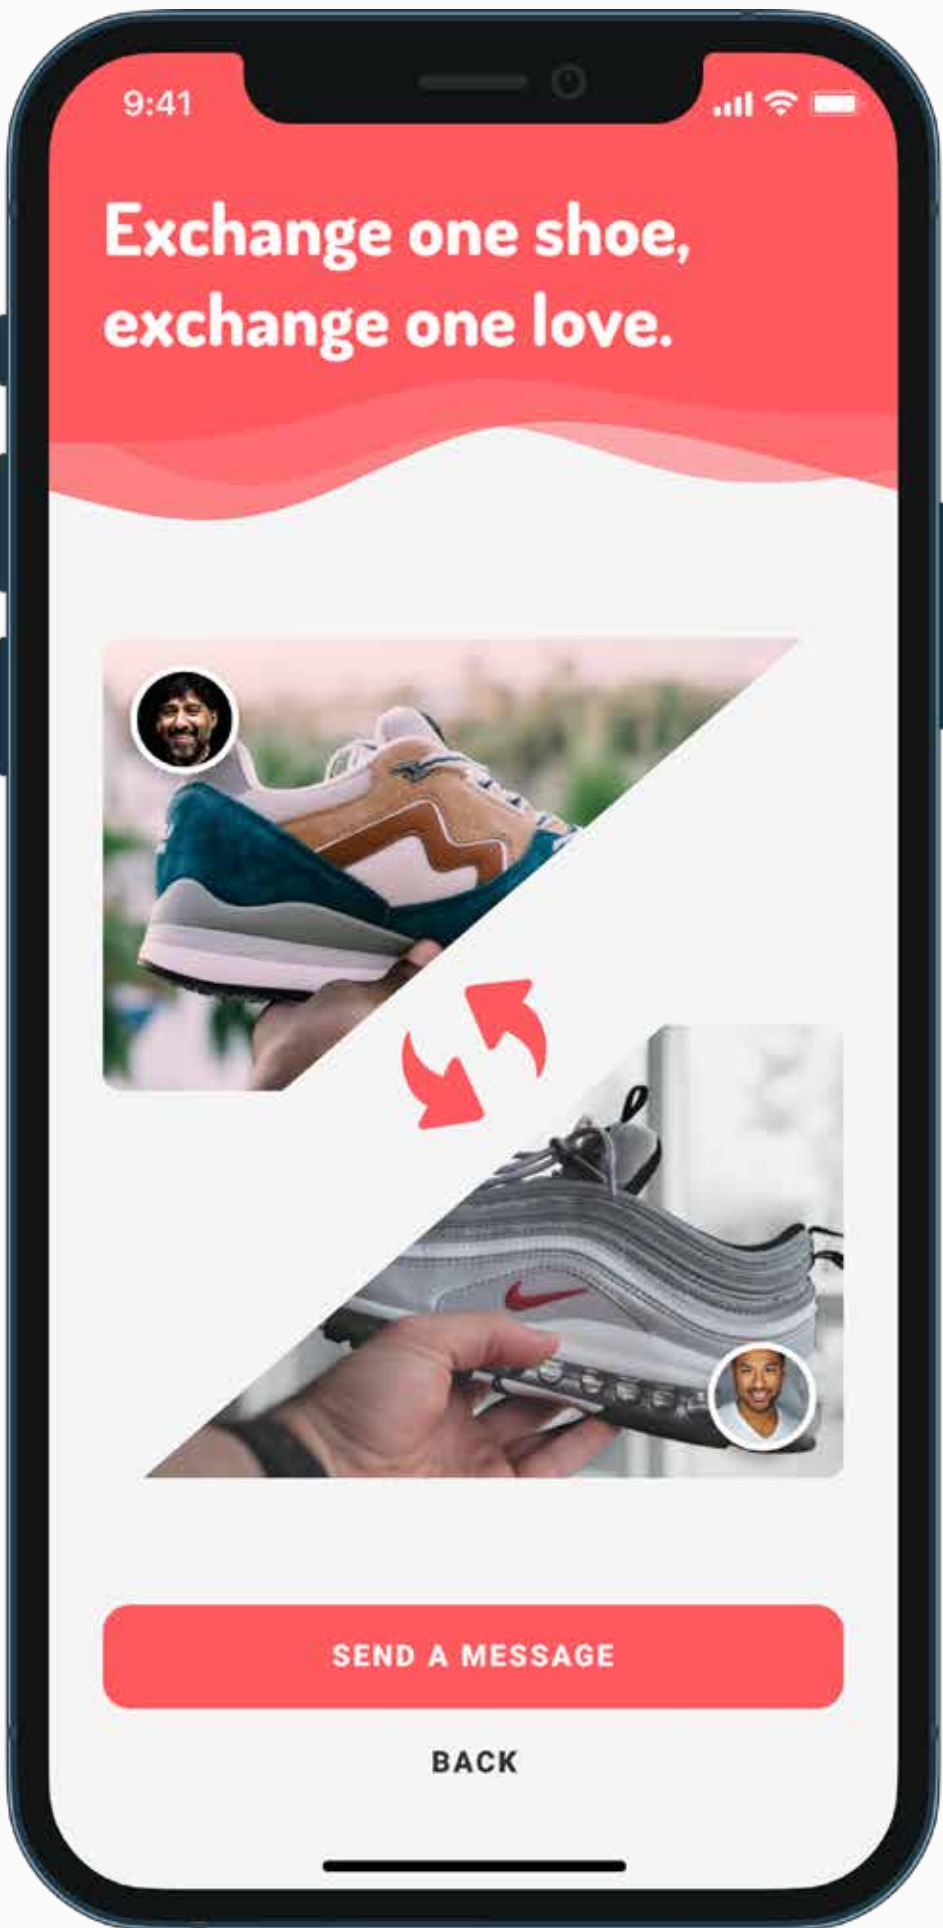 9:41
Exchange one shoe,
exchange one love.
SEND A MESSAGE
BACK